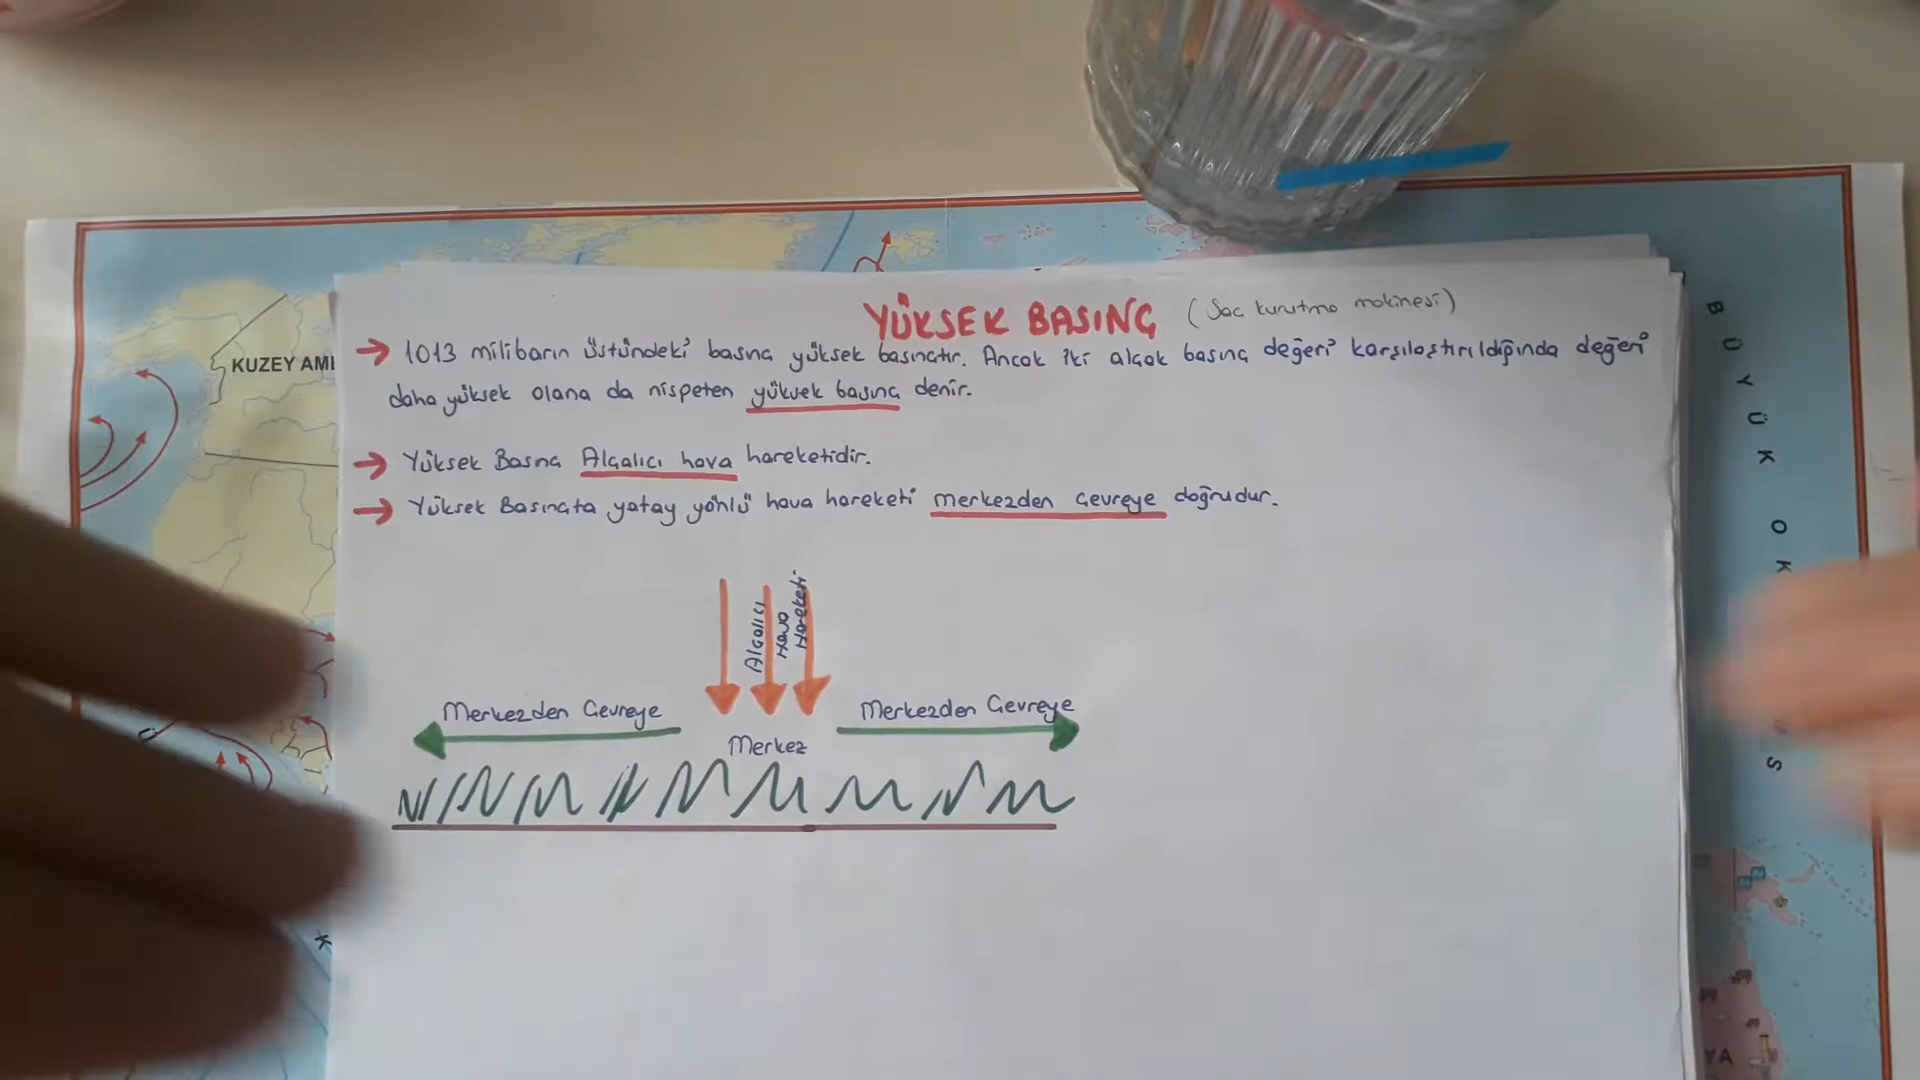 YÜKSEK BASINÇ (Saç kurutma makinesi)
→ 1013 milibarın üstündeki basınç yüksek basınçtır. Ancak iki alçak basınç değeri karşılaştırıldığında değeri
daha yüksek olana da nispeten yüksek basınç denir.
→ Yüksek Basınç Alçalıcı hava hareketidir.
→ Yüksek Basınçta yatay yönlü hava hareketi merkezden çevreye doğrudur.
Alçalıcı
Hava
Hareketi
Merkezden Çevreye
Merkezden Çevreye
Merkez
KUZEY AME
BÜYÜK OK
S
K
YA